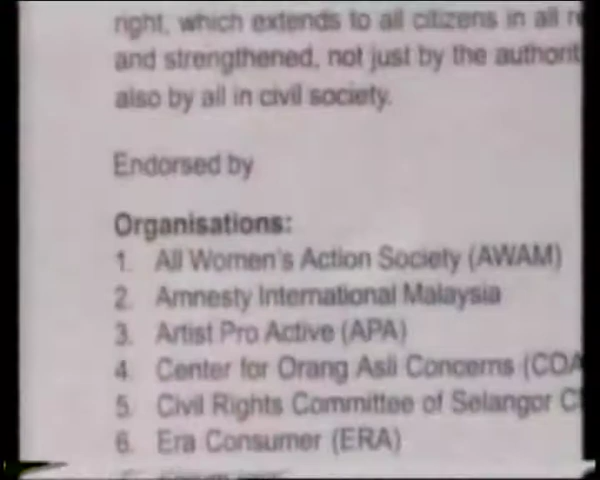 right, which extends to all citizens in all
and strengthened, not just by the
also by all in civil society.
Endorsed by
Organisations:
1. All Women's Action Society (AWAM)
2. Amnesty International Malaysia
3. Artist Pro Active (APA)
4. Center for Orang Asli Concerns (COA
5. Civil Rights Committee of Selangor
6. Era Consumer (ERA)